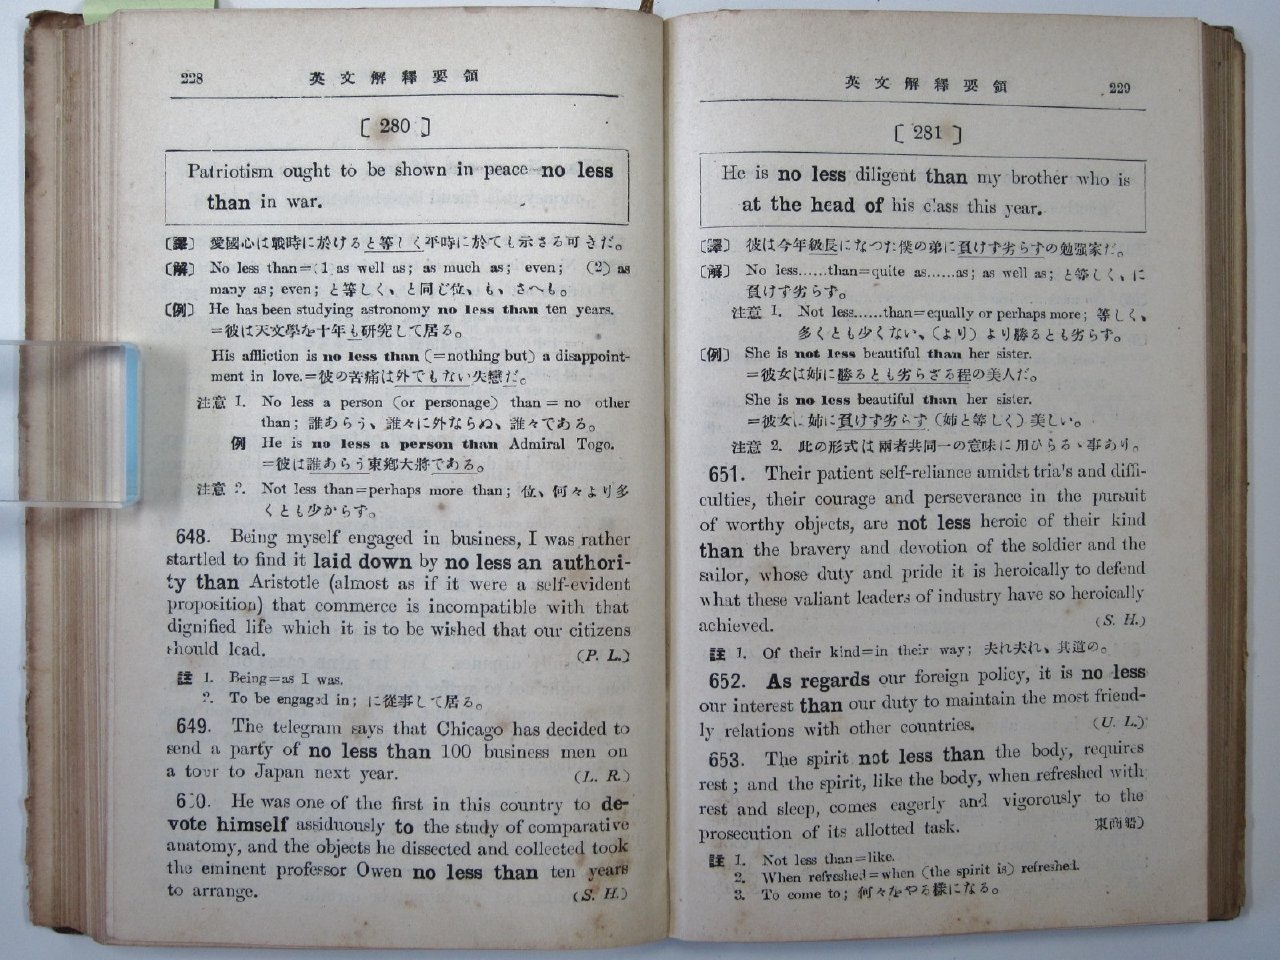 228
英文解釋要領
[ 280 ]
Patriotism ought to be shown in peace no less
than in war.
〔譯〕 愛國心は戰時に於けると等しく平時に於ても示さる可きだ。
〔解〕 No less than=(1) as well as; as much as; even; (2) as
many as; even; と等しく、と同じ位、も、さへも。
〔例〕 He has been studying astronomy no less than ten years.
=彼は天文學を十年も研究して居る。
His affliction is no less than (=nothing but) a disappoint-
ment in love.=彼の苦痛は外でもない失戀だ。
注意 1. No less a person (or personage) than = no other
than; 誰あらう、誰々に外ならぬ、誰々である。
例 He is no less a person than Admiral Togo.
=彼は誰あらう東鄕大將である。
注意 2. Not less than=perhaps more than; 位、何々より多
くとも少からず。
648. Being myself engaged in business, I was rather
startled to find it laid down by no less an authori-
ty than Aristotle (almost as if it were a self-evident
proposition) that commerce is incompatible with that
dignified life which it is to be wished that our citizens
should lead. (P. L.)
註 1. Being=as I was.
2. To be engaged in; に從事して居る。
649. The telegram says that Chicago has decided to
send a party of no less than 100 business men on
a tour to Japan next year. (L. R.)
650. He was one of the first in this country to de-
vote himself assiduously to the study of comparative
anatomy, and the objects he dissected and collected took
the eminent professor Owen no less than ten years
to arrange. (S. H.)
英文解釋要領
229
[ 281 ]
He is no less diligent than my brother who is
at the head of his class this year.
〔譯〕 彼は今年級長になつた僕の弟に負けず劣らずの勉强家だ。
〔解〕 No less......than=quite as......as; as well as; と等しく、に
負けず劣らず。
注意 1. Not less......than=equally or perhaps more; 等しく、
多くとも少くない、(より) より勝るとも劣らず。
〔例〕 She is not less beautiful than her sister.
=彼女は姉に勝るとも劣らざる程の美人だ。
She is no less beautiful than her sister.
=彼女は姉に負けず劣らず (姉と等しく) 美しい。
注意 2. 此の形式は兩者共同一の意味に用ひらるゝ事あり。
651. Their patient self-reliance amidst trials and diffi-
culties, their courage and perseverance in the pursuit
of worthy objects, are not less heroic of their kind
than the bravery and devotion of the soldier and the
sailor, whose duty and pride it is heroically to defend
what these valiant leaders of industry have so heroically
achieved. (S. H.)
註 1. Of their kind=in their way; 夫れ夫れ、其道の。
652. As regards our foreign policy, it is no less
our interest than our duty to maintain the most friend-
ly relations with other countries. (U. L.)
653. The spirit not less than the body, requires
rest; and the spirit, like the body, when refreshed with
rest and sleep, comes eagerly and vigorously to the
prosecution of its allotted task. 東商船)
註 1. Not less than=like.
2. When refreshed=when (the spirit is) refreshed.
3. To come to; 何々をやる樣になる。